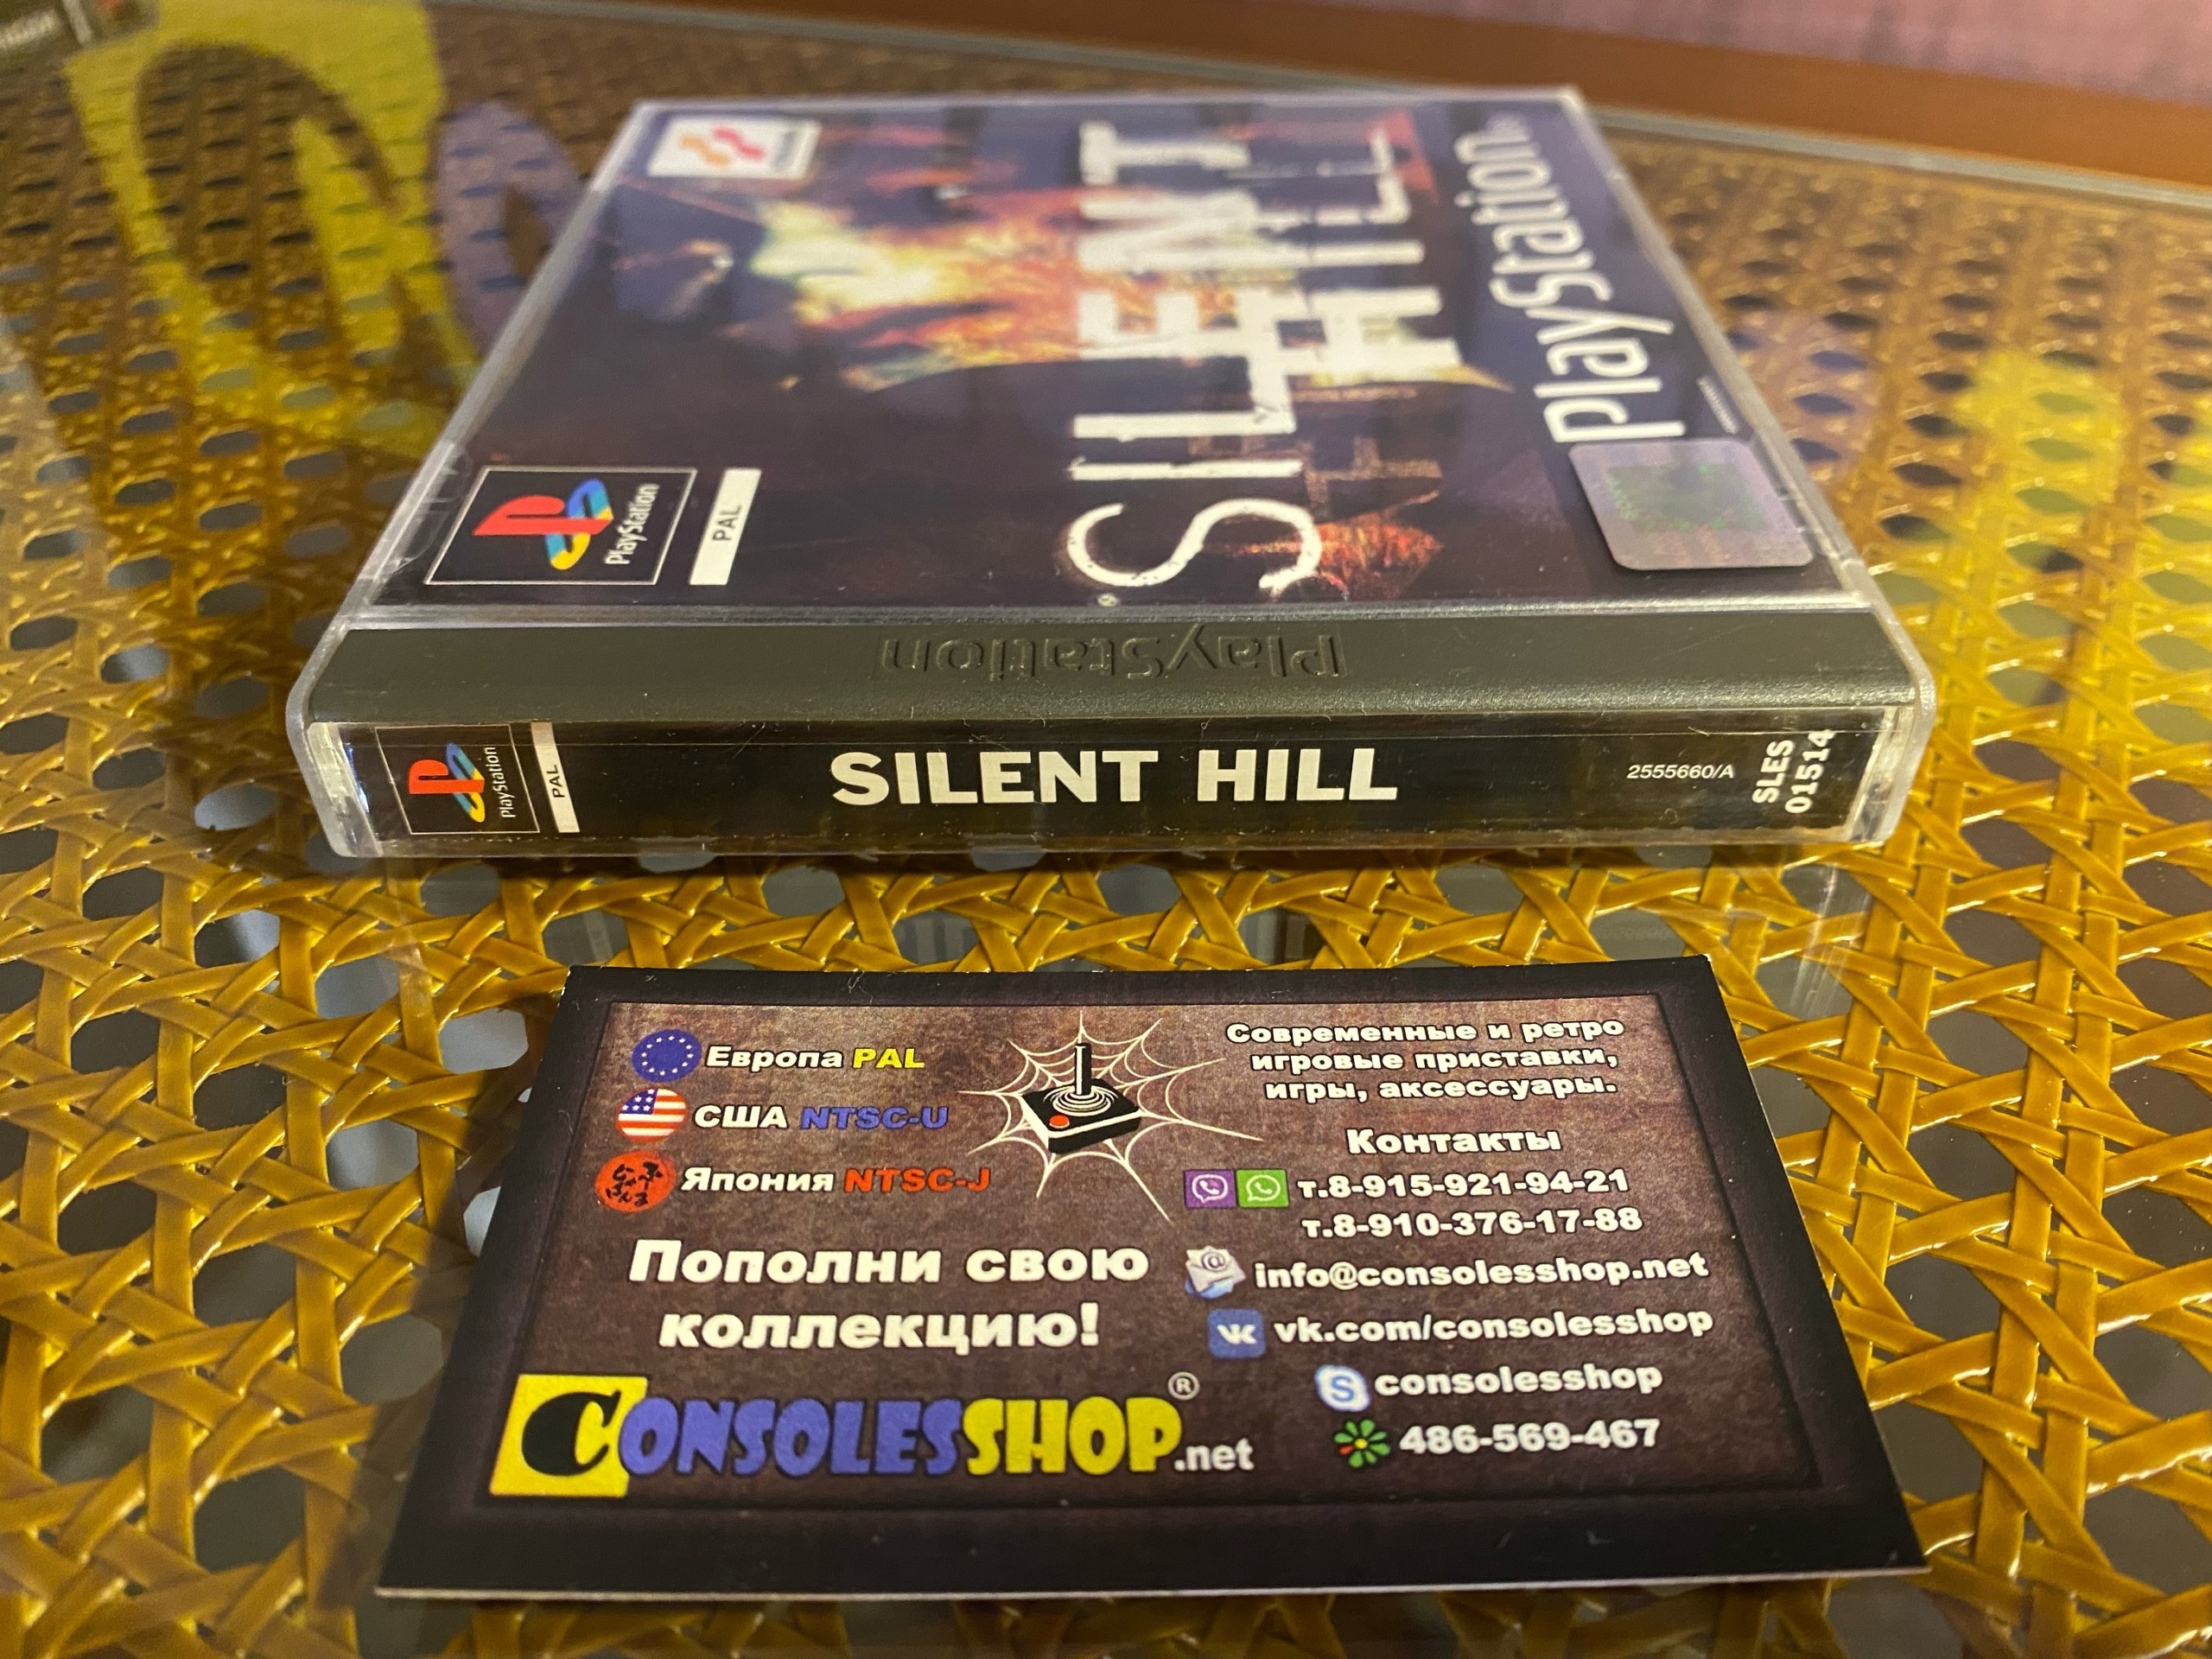 SILENT
HILL
PlayStation
PlayStation
PAL
PlayStation
PlayStation
PAL
SILENT HILL
2555660/A
SLES
01514
Европа PAL
США NTSC-U
Япония NTSC-J
Пополни свою
коллекцию!
CONSOLESSHOP.net
®
Современные и ретро
игровые приставки,
игры, аксессуары.
Контакты
т.8-915-921-94-21
т.8-910-376-17-88
info@consolesshop.net
vk.com/consolesshop
consolesshop
486-569-467